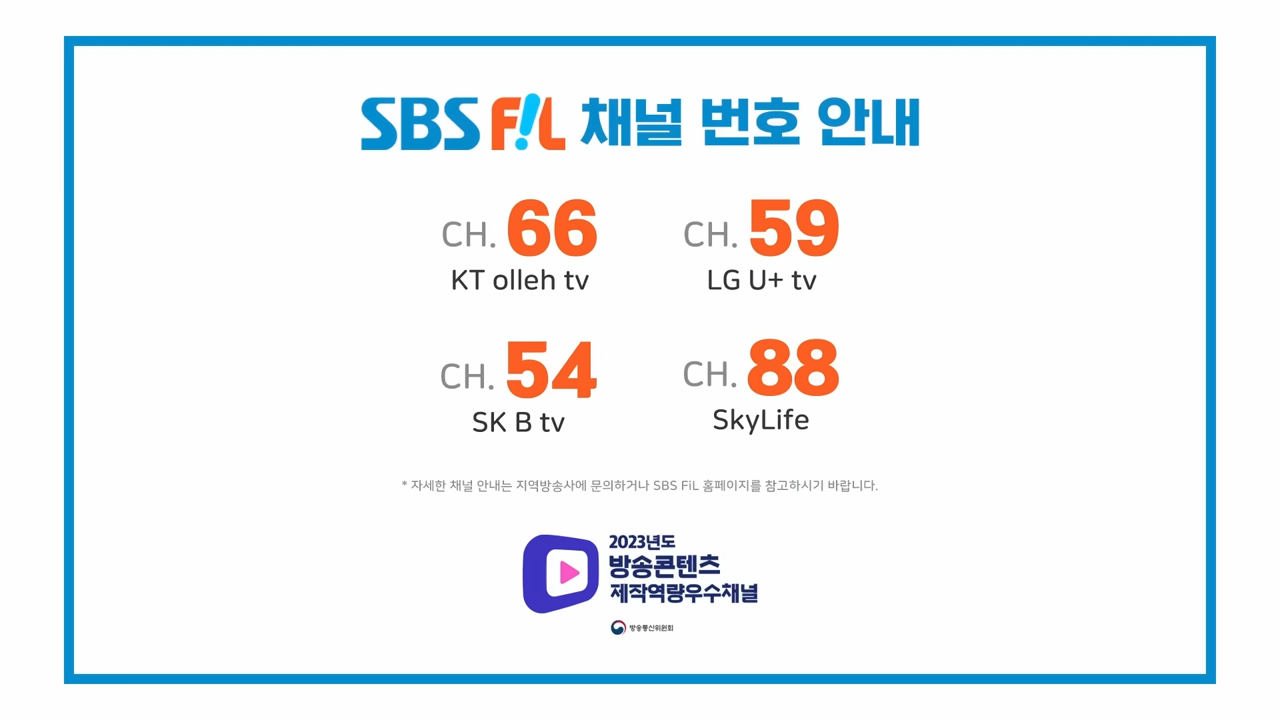 SBS F!L 채널 번호 안내
CH. 66
KT olleh tv
CH. 59
LG U+ tv
CH. 54
SK B tv
CH. 88
SkyLife
* 자세한 채널 안내는 지역방송사에 문의하거나 SBS FiL 홈페이지를 참고하시기 바랍니다.
2023년도
방송콘텐츠
제작역량우수채널
방송통신위원회